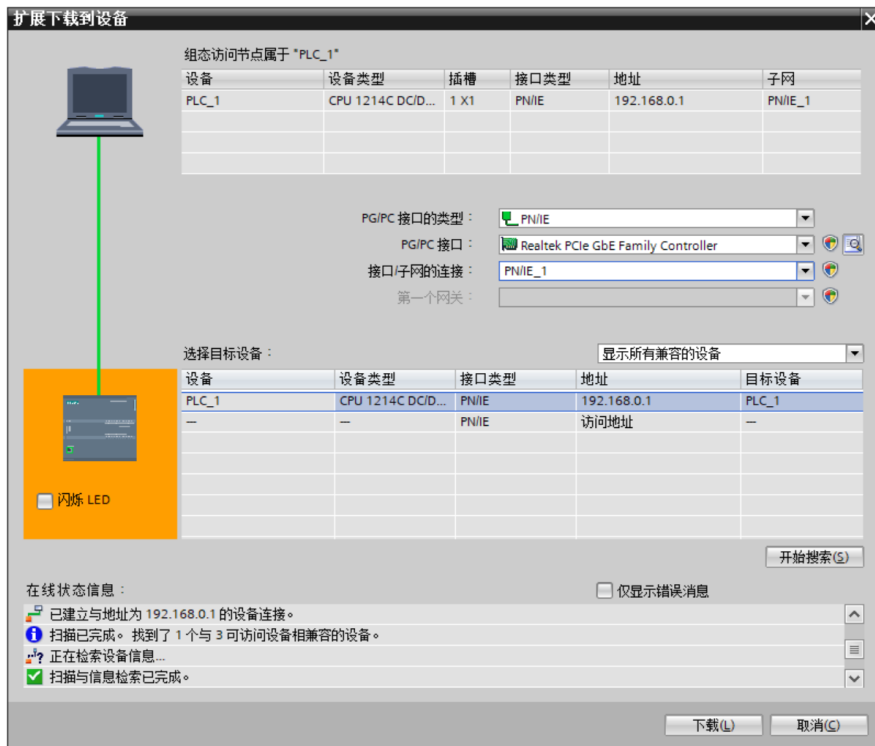 扩展下载到设备
组态访问节点属于 "PLC_1"
设备 设备类型 插槽 接口类型 地址 子网
PLC_1 CPU 1214C DC/D... 1 X1 PN/IE 192.168.0.1 PN/IE_1
PG/PC 接口的类型： PN/IE
PG/PC 接口： Realtek PCIe GbE Family Controller
接口/子网的连接： PN/IE_1
第一个网关：
选择目标设备： 显示所有兼容的设备
设备 设备类型 接口类型 地址 目标设备
PLC_1 CPU 1214C DC/D... PN/IE 192.168.0.1 PLC_1
— — PN/IE 访问地址 —
闪烁 LED
开始搜索(S)
在线状态信息： 仅显示错误消息
已建立与地址为 192.168.0.1 的设备连接。
扫描已完成。找到了 1 个与 3 可访问设备相兼容的设备。
正在检索设备信息...
扫描与信息检索已完成。
下载(L) 取消(C)